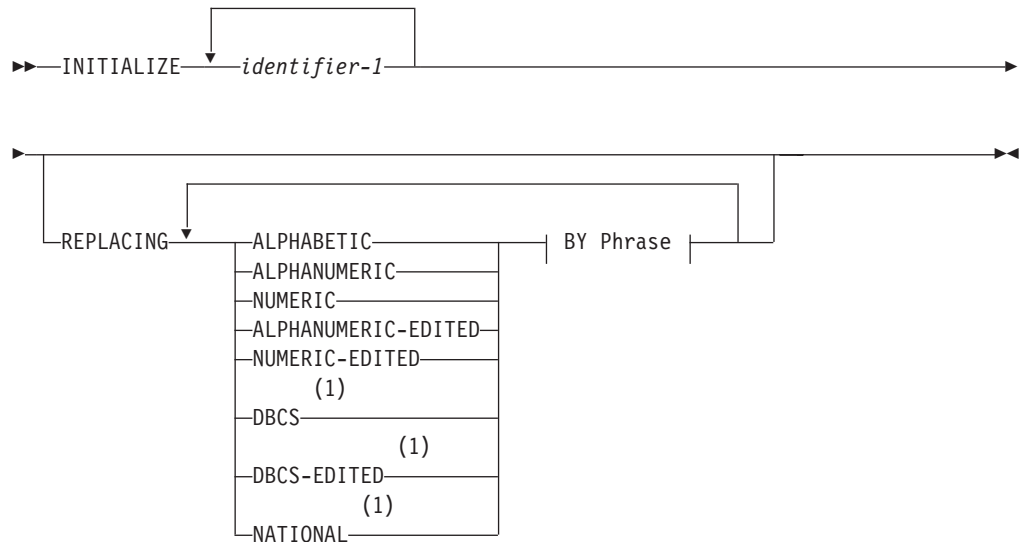 INITIALIZE identifier-1
REPLACING ALPHABETIC BY Phrase
ALPHANUMERIC
NUMERIC
ALPHANUMERIC-EDITED
NUMERIC-EDITED
(1)
DBCS
(1)
DBCS-EDITED
(1)
NATIONAL